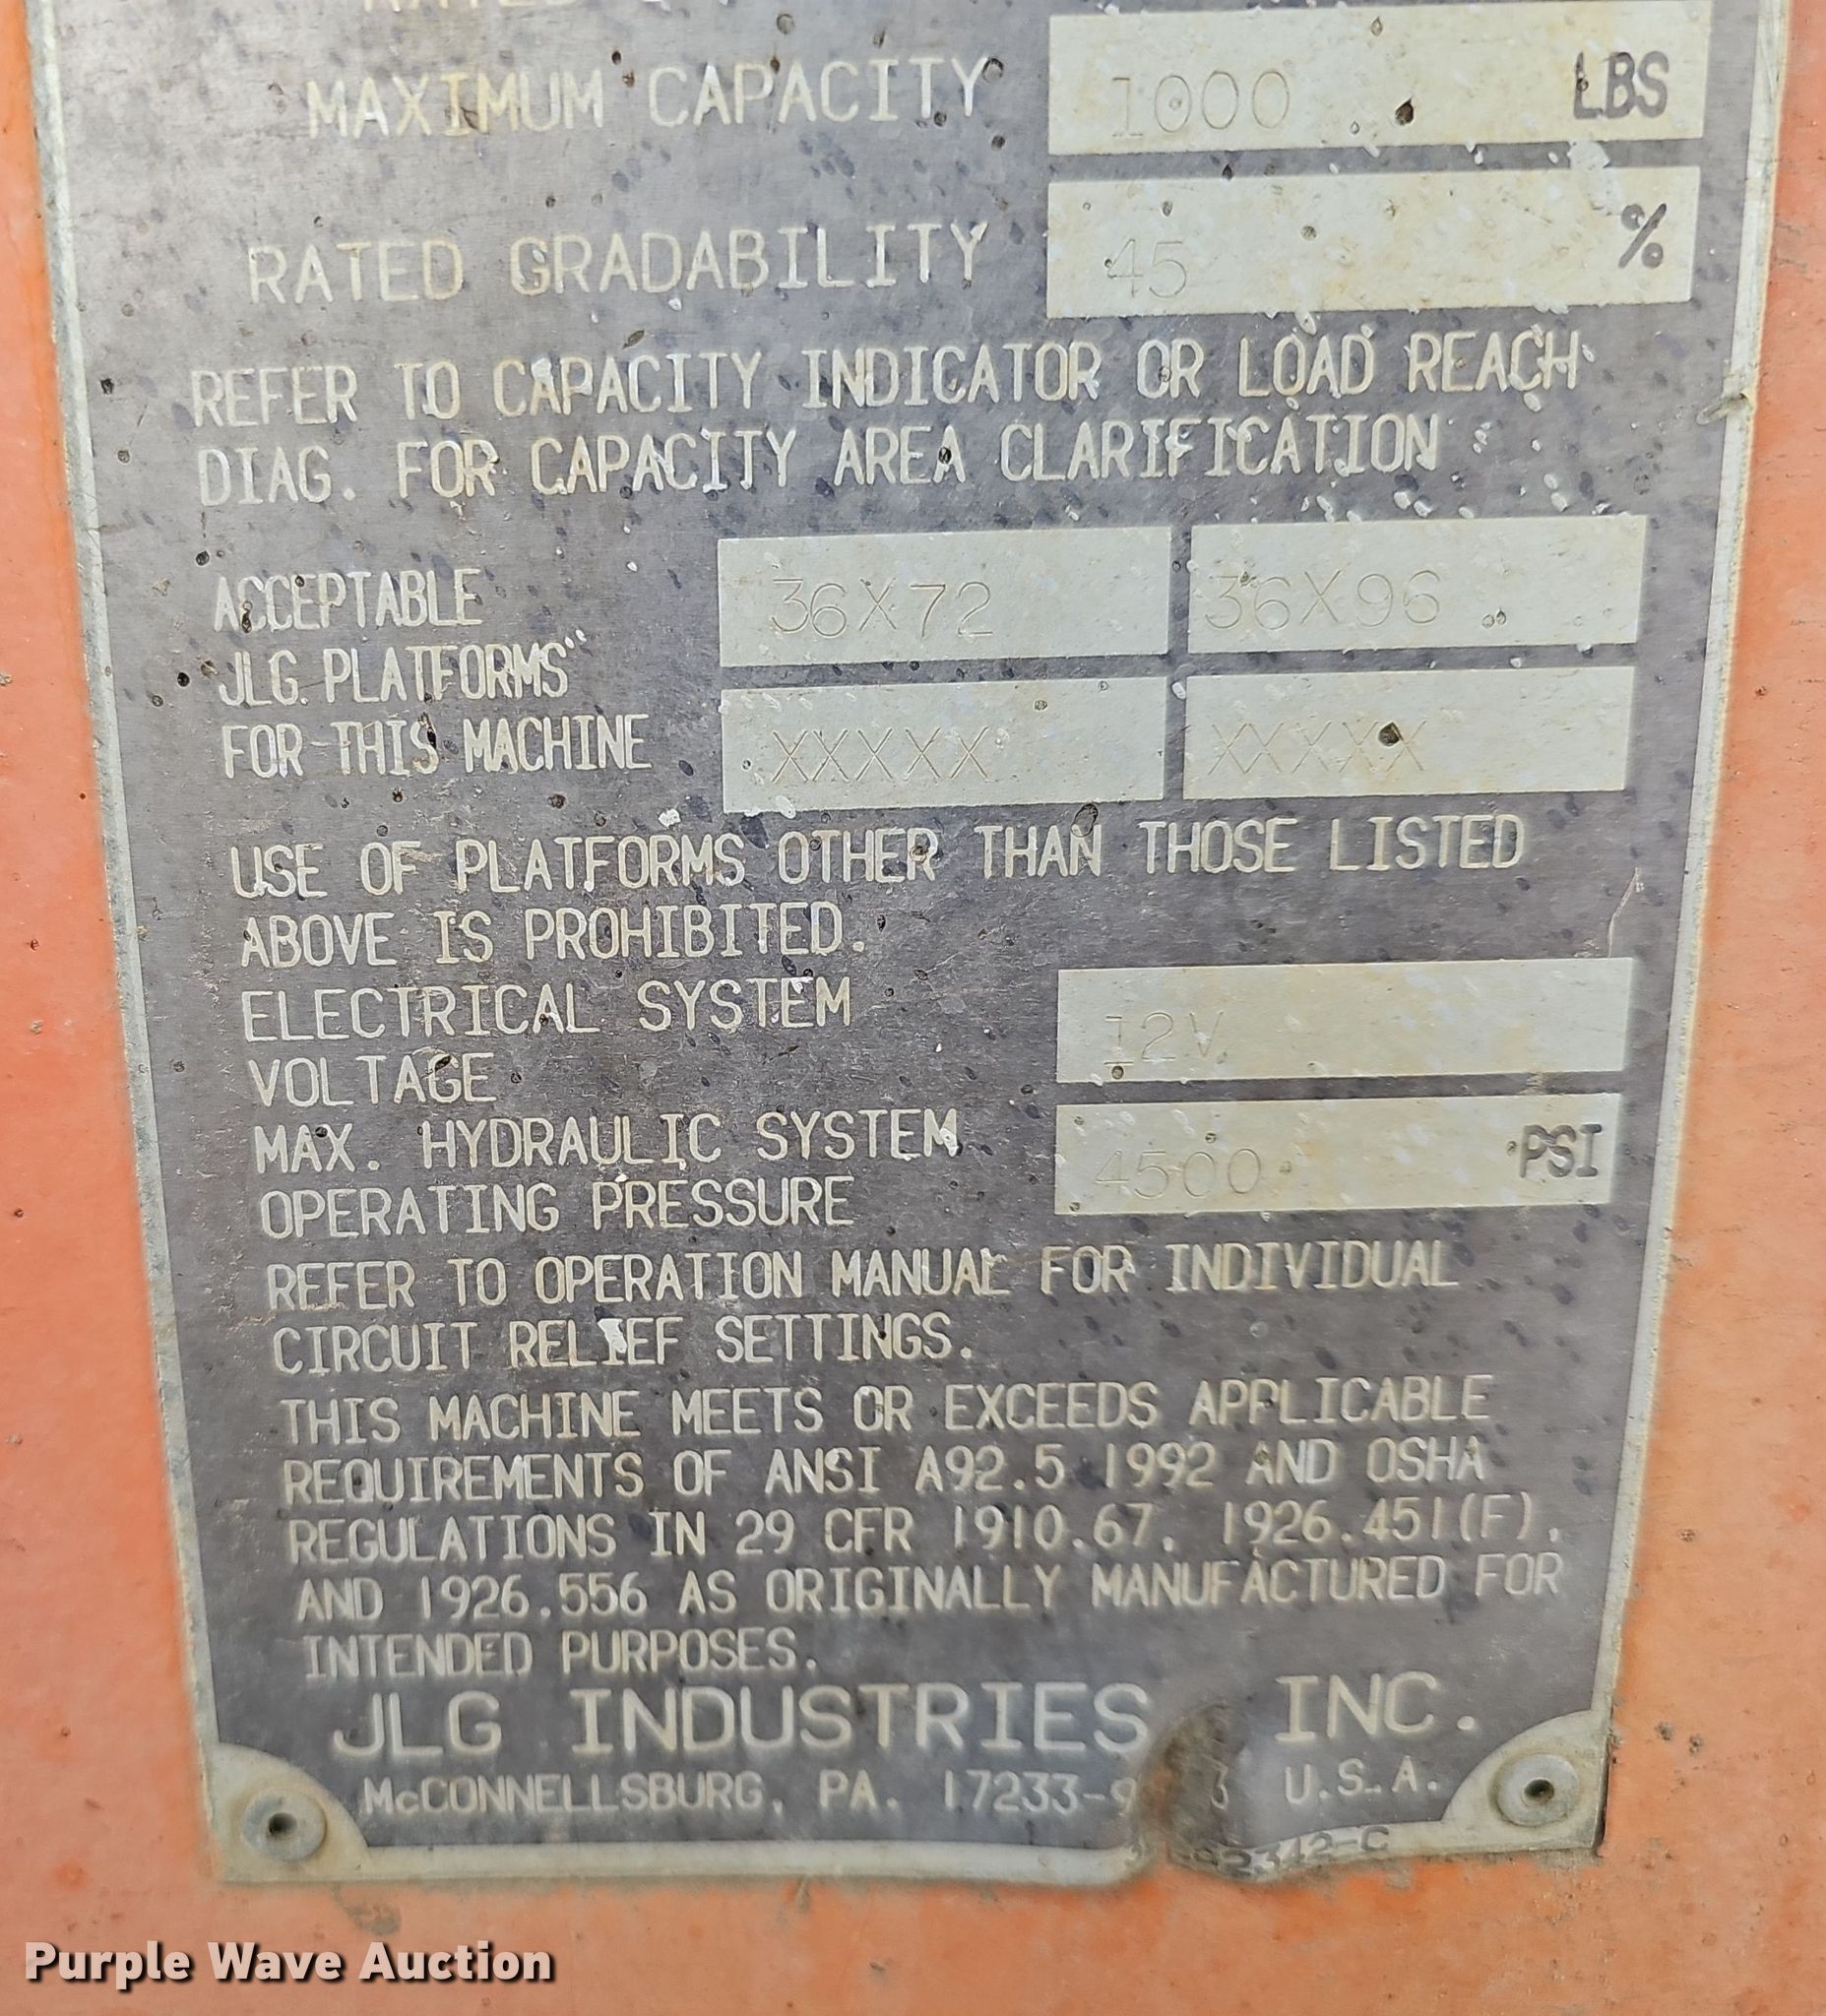 RATED
MAXIMUM CAPACITY 1000 LBS
RATED GRADABILITY 45 %
REFER TO CAPACITY INDICATOR OR LOAD REACH
DIAG. FOR CAPACITY AREA CLARIFICATION
ACCEPTABLE 36X72 36X96
JLG PLATFORMS
FOR THIS MACHINE XXXXX XXXXX
USE OF PLATFORMS OTHER THAN THOSE LISTED
ABOVE IS PROHIBITED.
ELECTRICAL SYSTEM 12V
VOLTAGE
MAX. HYDRAULIC SYSTEM 4500 PSI
OPERATING PRESSURE
REFER TO OPERATION MANUAL FOR INDIVIDUAL
CIRCUIT RELIEF SETTINGS.
THIS MACHINE MEETS OR EXCEEDS APPLICABLE
REQUIREMENTS OF ANSI A92.5 1992 AND OSHA
REGULATIONS IN 29 CFR 1910.67, 1926.451(F),
AND 1926.556 AS ORIGINALLY MANUFACTURED FOR
INTENDED PURPOSES.
JLG INDUSTRIES INC.
McCONNELLSBURG, PA. U.S.A.
Purple Wave Auction